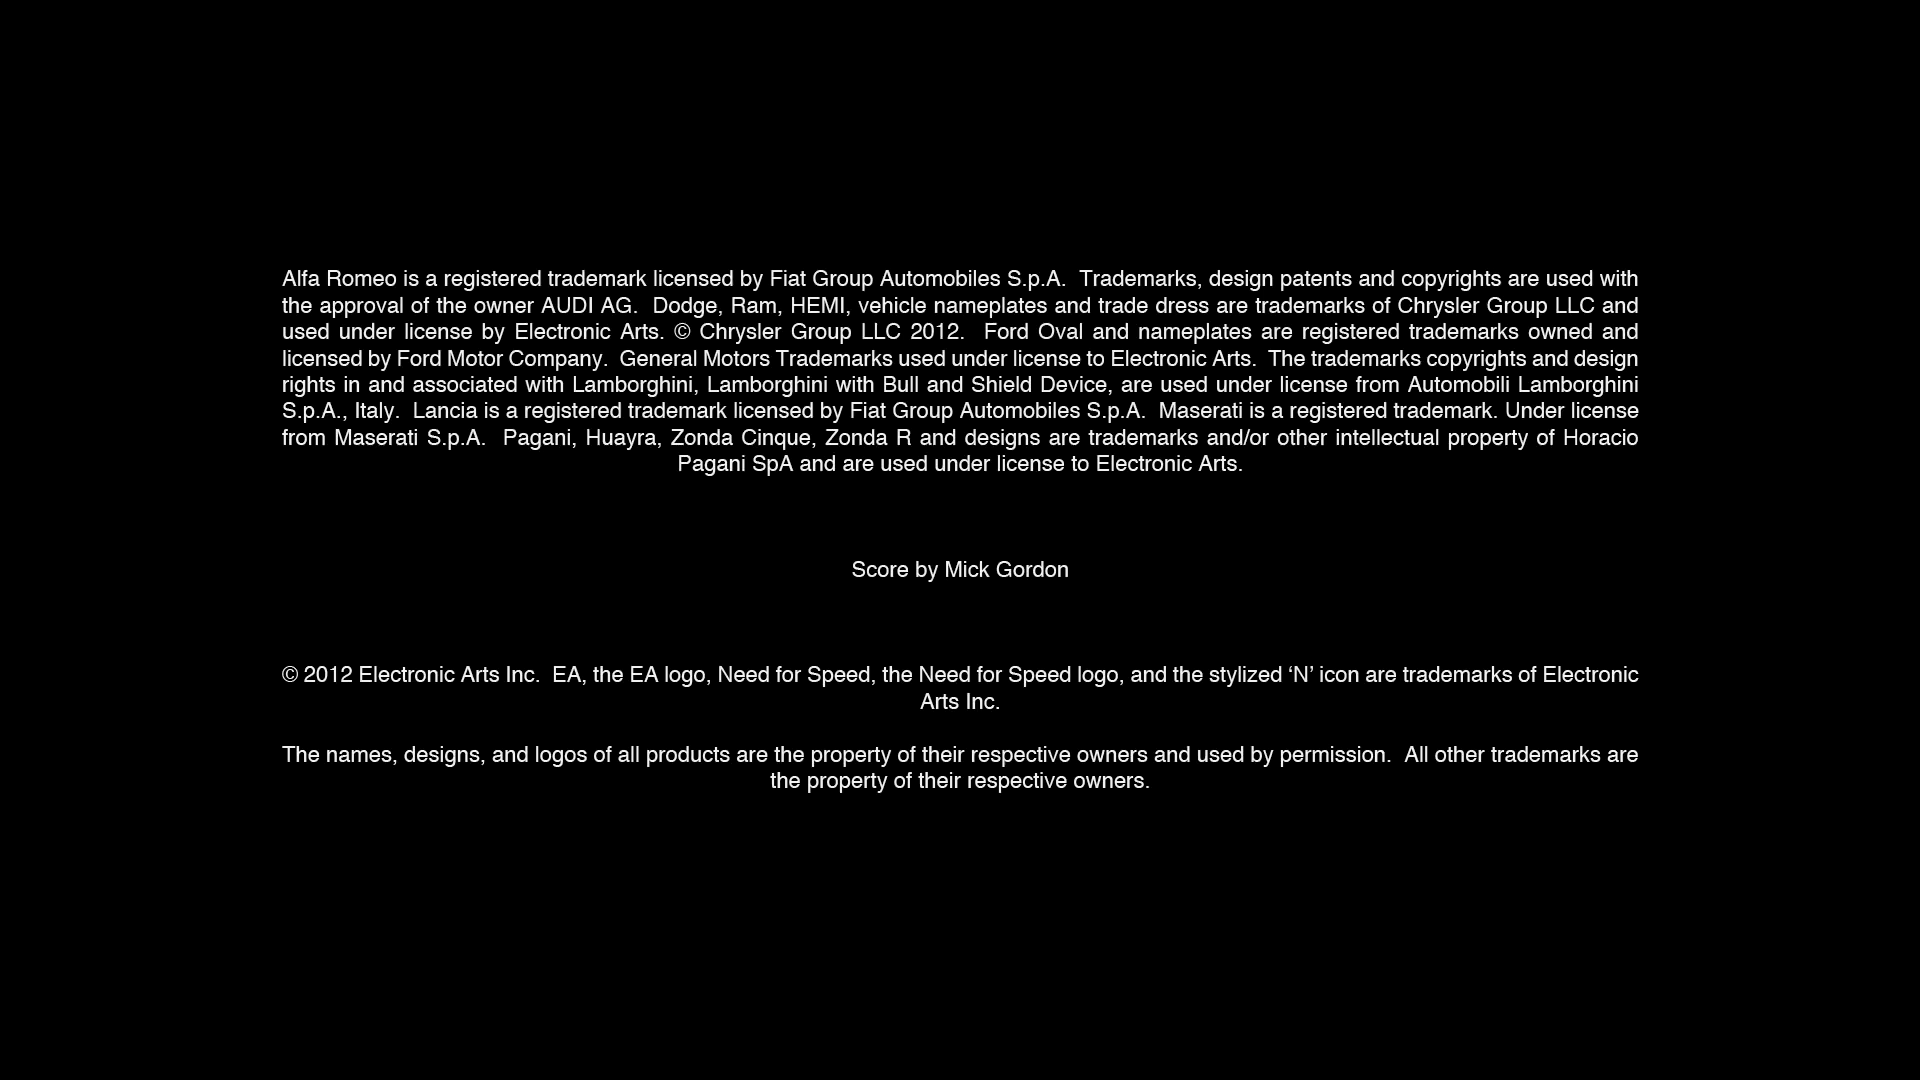 Alfa Romeo is a registered trademark licensed by Fiat Group Automobiles S.p.A.  Trademarks, design patents and copyrights are used with
the approval of the owner AUDI AG.  Dodge, Ram, HEMI, vehicle nameplates and trade dress are trademarks of Chrysler Group LLC and
used under license by Electronic Arts. © Chrysler Group LLC 2012.  Ford Oval and nameplates are registered trademarks owned and
licensed by Ford Motor Company.  General Motors Trademarks used under license to Electronic Arts.  The trademarks copyrights and design
rights in and associated with Lamborghini, Lamborghini with Bull and Shield Device, are used under license from Automobili Lamborghini
S.p.A., Italy.  Lancia is a registered trademark licensed by Fiat Group Automobiles S.p.A.  Maserati is a registered trademark. Under license
from Maserati S.p.A.  Pagani, Huayra, Zonda Cinque, Zonda R and designs are trademarks and/or other intellectual property of Horacio
Pagani SpA and are used under license to Electronic Arts.
Score by Mick Gordon
© 2012 Electronic Arts Inc.  EA, the EA logo, Need for Speed, the Need for Speed logo, and the stylized ‘N’ icon are trademarks of Electronic
Arts Inc.
The names, designs, and logos of all products are the property of their respective owners and used by permission.  All other trademarks are
the property of their respective owners.